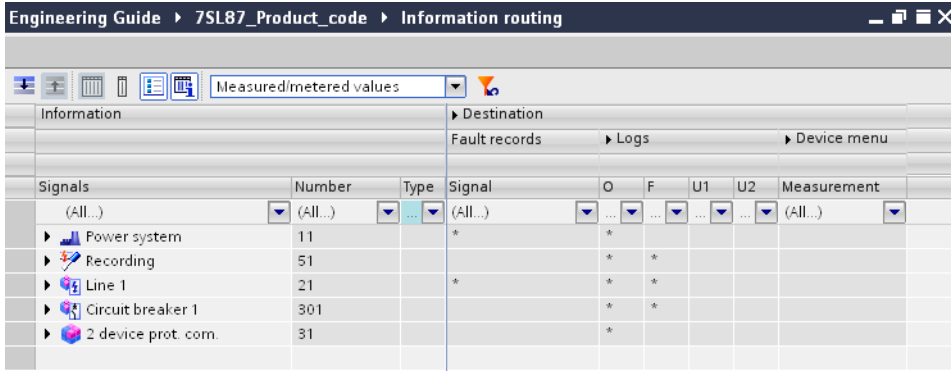 Engineering Guide ▸ 7SL87_Product_code ▸ Information routing
Measured/metered values
Information ▸ Destination
Fault records ▸ Logs ▸ Device menu
Signals Number Type Signal O F U1 U2 Measurement
(All...) (All...) ... (All...) ... ... ... ... (All...)
▸ Power system 11 * *
▸ Recording 51 * *
▸ Line 1 21 * * *
▸ Circuit breaker 1 301 * *
▸ 2 device prot. com. 31 *